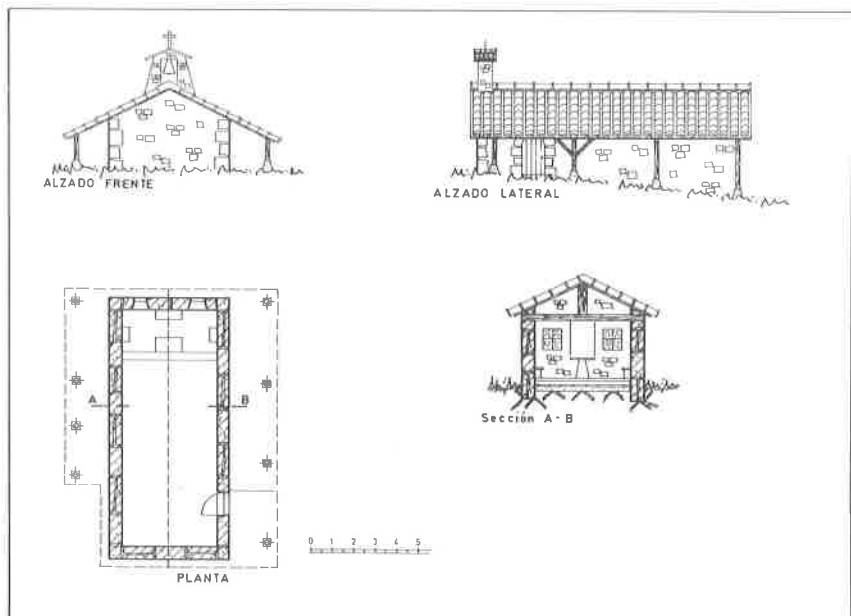 ALZADO FRENTE
ALZADO LATERAL
A
B
Sección A-B
0 1 2 3 4 5
PLANTA